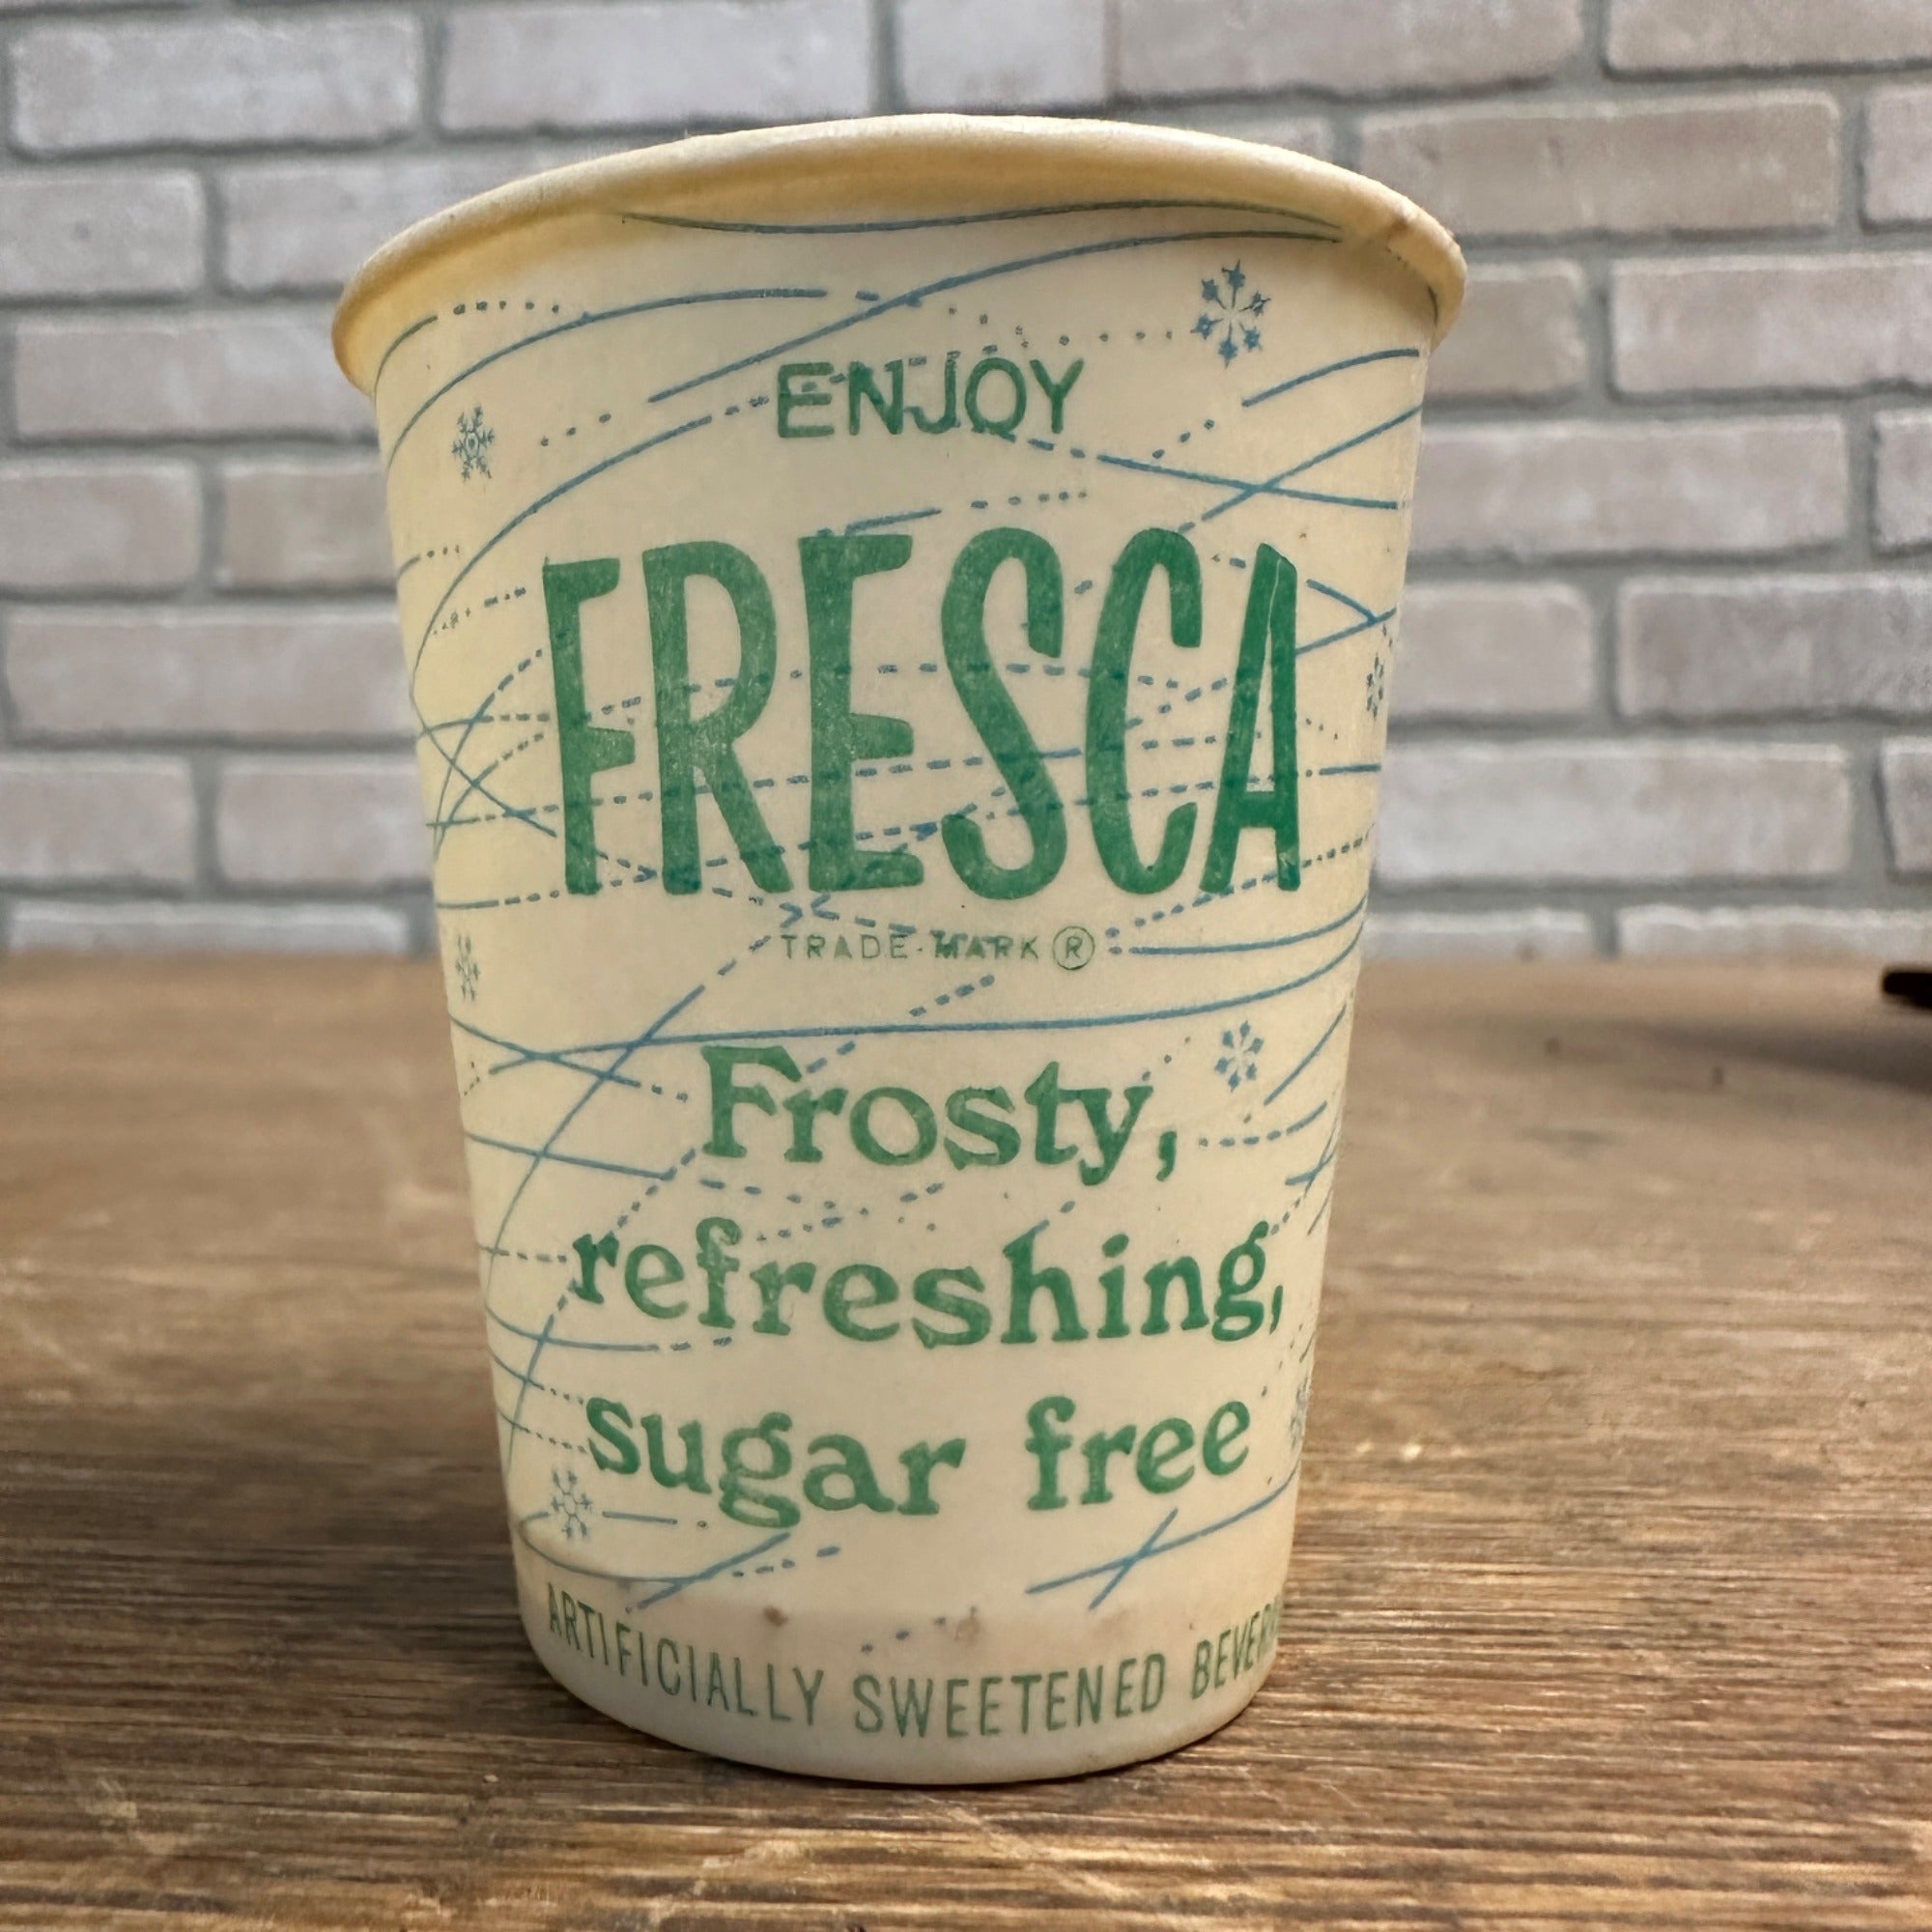 ENJOY
FRESCA
TRADE-MARK ®
Frosty,
refreshing,
sugar free
ARTIFICIALLY SWEETENED